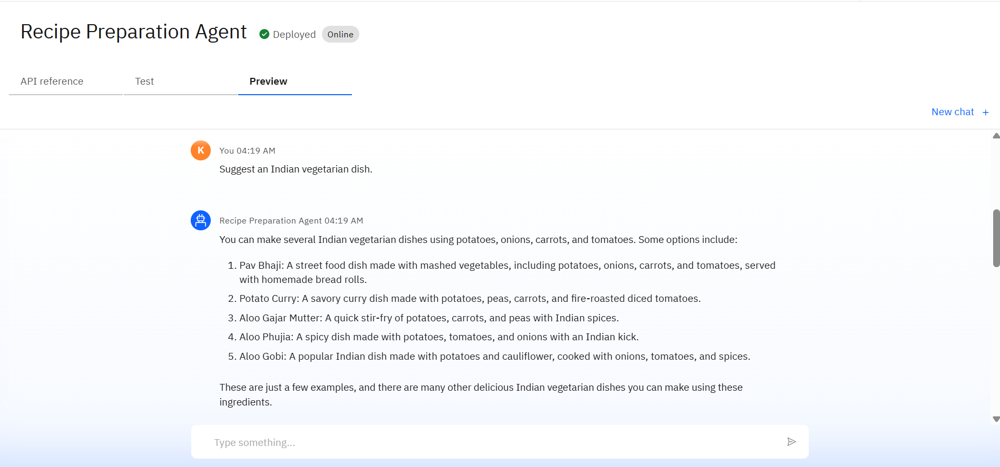 Recipe Preparation Agent Deployed Online
API reference Test Preview
New chat +
K You 04:19 AM
Suggest an Indian vegetarian dish.
Recipe Preparation Agent 04:19 AM
You can make several Indian vegetarian dishes using potatoes, onions, carrots, and tomatoes. Some options include:
1. Pav Bhaji: A street food dish made with mashed vegetables, including potatoes, onions, carrots, and tomatoes, served
with homemade bread rolls.
2. Potato Curry: A savory curry dish made with potatoes, peas, carrots, and fire-roasted diced tomatoes.
3. Aloo Gajar Mutter: A quick stir-fry of potatoes, carrots, and peas with Indian spices.
4. Aloo Phujia: A spicy dish made with potatoes, tomatoes, and onions with an Indian kick.
5. Aloo Gobi: A popular Indian dish made with potatoes and cauliflower, cooked with onions, tomatoes, and spices.
These are just a few examples, and there are many other delicious Indian vegetarian dishes you can make using these
ingredients.
Type something...